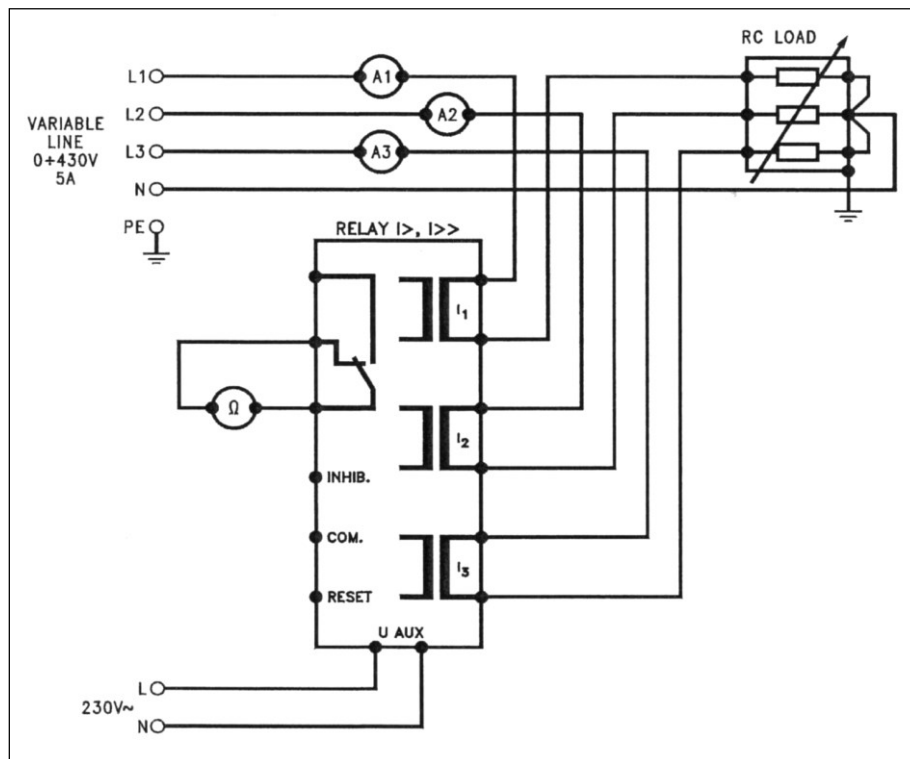 RC LOAD
L1
A1
L2
A2
VARIABLE
LINE
0+430V
5A
L3
A3
N
PE
RELAY I>, I>>
I1
Ω
I2
INHIB.
COM.
I3
RESET
U AUX
L
230V~
N